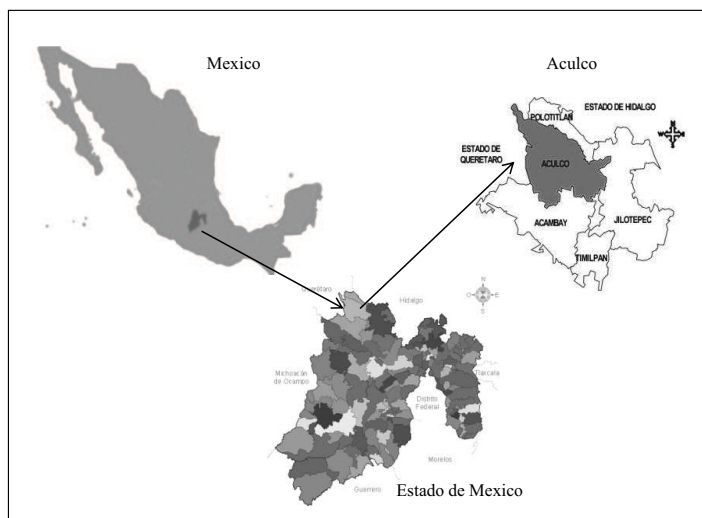 Mexico
Aculco
ESTADO DE HIDALGO
POLOTITLAN
N
W E
S
ESTADO DE
QUERETARO
ACULCO
ACAMBAY
JILOTEPEC
TIMILPAN
Querétaro
Hidalgo
N
O E
S
Michoacán
de Ocampo
Tlaxcala
Distrito
Federal
Morelos
Guerrero
Estado de Mexico